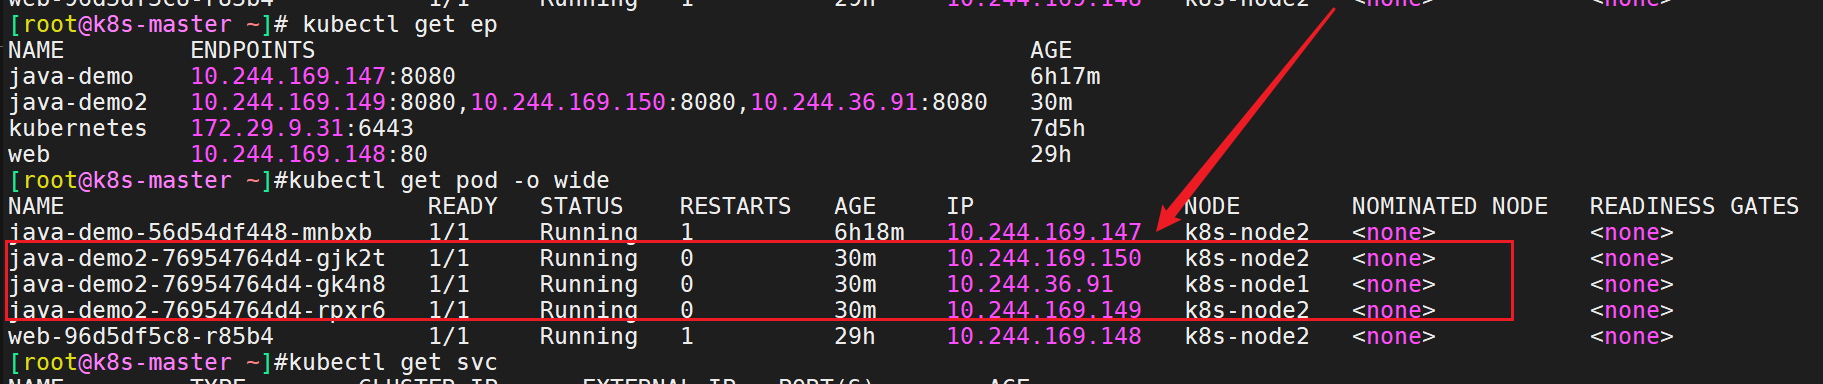 web-96d5df5c8-r85b4 1/1 Running 1 29h 10.244.169.148 k8s-node2 <none> <none>
[root@k8s-master ~]# kubectl get ep
NAME ENDPOINTS AGE
java-demo 10.244.169.147:8080 6h17m
java-demo2 10.244.169.149:8080,10.244.169.150:8080,10.244.36.91:8080 30m
kubernetes 172.29.9.31:6443 7d5h
web 10.244.169.148:80 29h
[root@k8s-master ~]#kubectl get pod -o wide
NAME READY STATUS RESTARTS AGE IP NODE NOMINATED NODE READINESS GATES
java-demo-56d54df448-mnbxb 1/1 Running 1 6h18m 10.244.169.147 k8s-node2 <none> <none>
java-demo2-76954764d4-gjk2t 1/1 Running 0 30m 10.244.169.150 k8s-node2 <none> <none>
java-demo2-76954764d4-gk4n8 1/1 Running 0 30m 10.244.36.91 k8s-node1 <none> <none>
java-demo2-76954764d4-rpxr6 1/1 Running 0 30m 10.244.169.149 k8s-node2 <none> <none>
web-96d5df5c8-r85b4 1/1 Running 1 29h 10.244.169.148 k8s-node2 <none> <none>
[root@k8s-master ~]#kubectl get svc
NAME TYPE CLUSTER-IP EXTERNAL-IP PORT(S) AGE